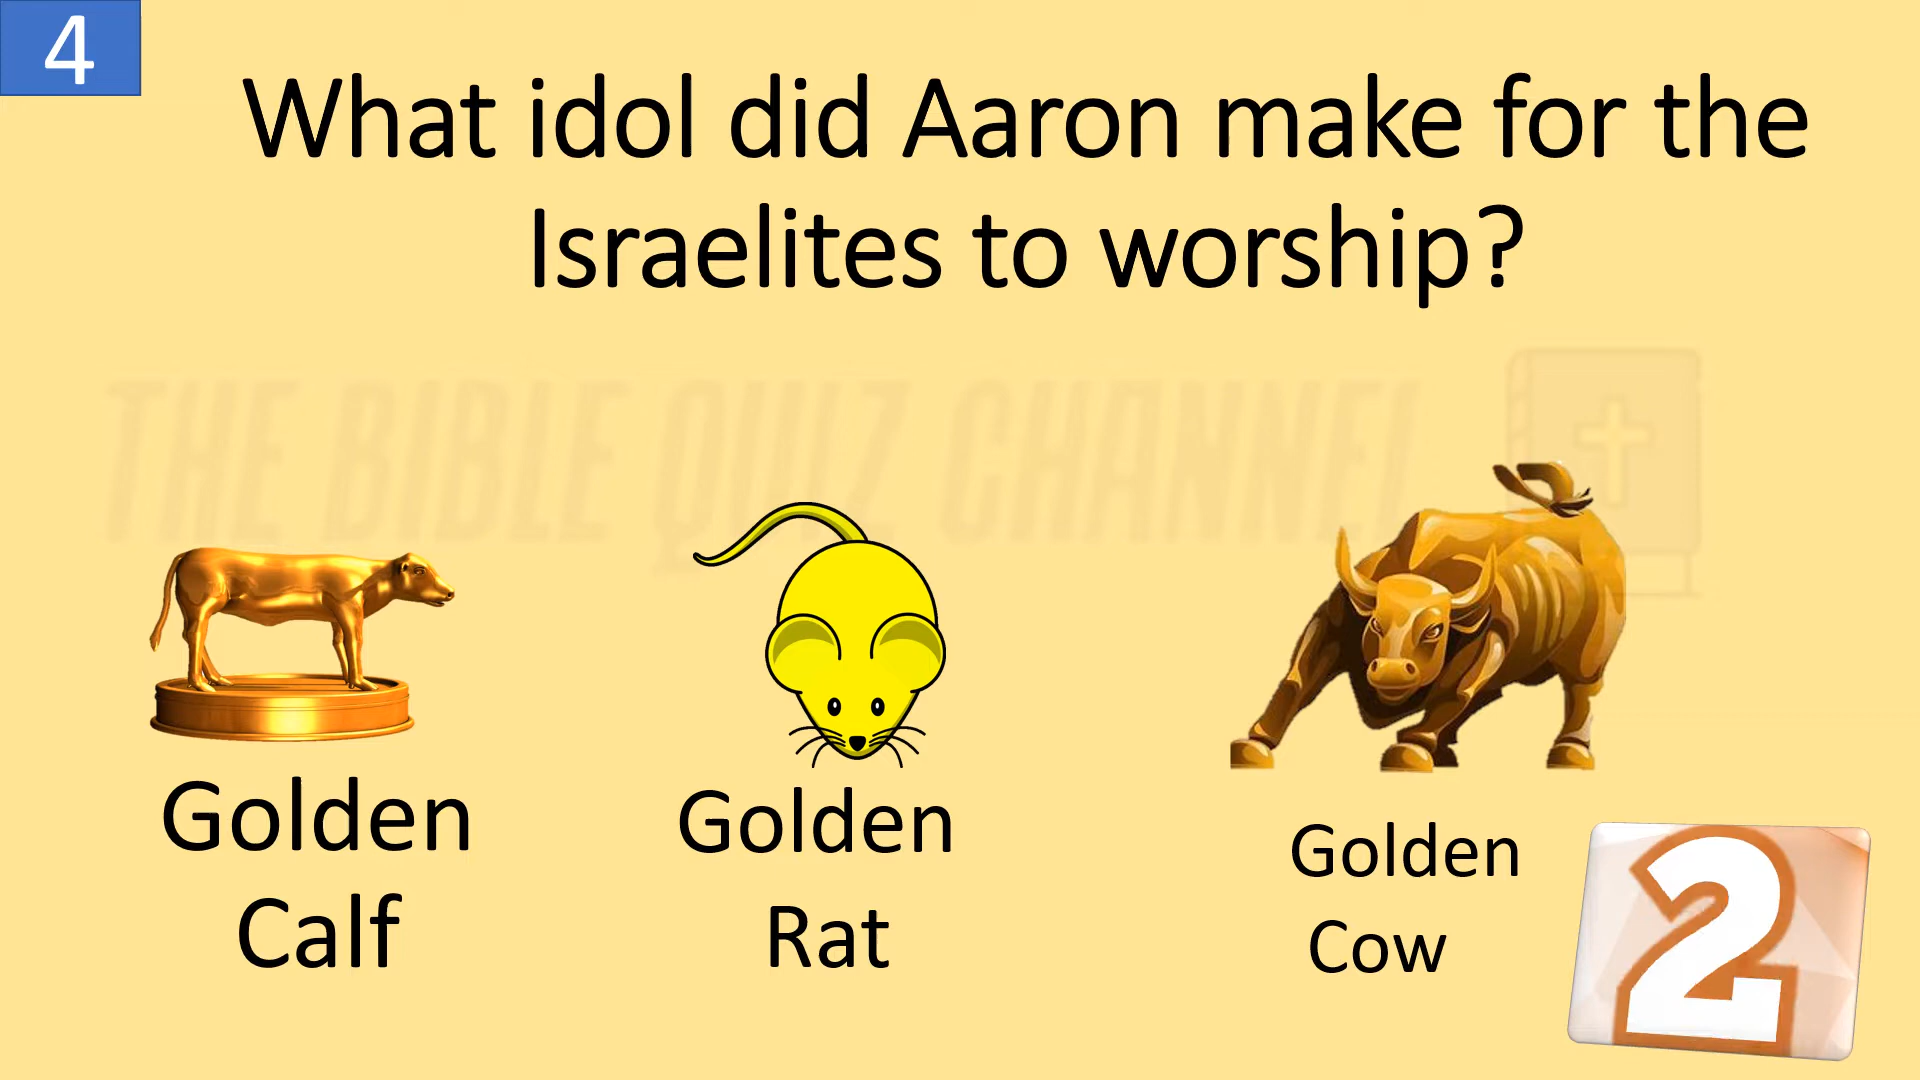 4
What idol did Aaron make for the
Israelites to worship?
THE BIBLE QUIZ CHANNEL
Golden
Calf
Golden
Rat
Golden
Cow
2